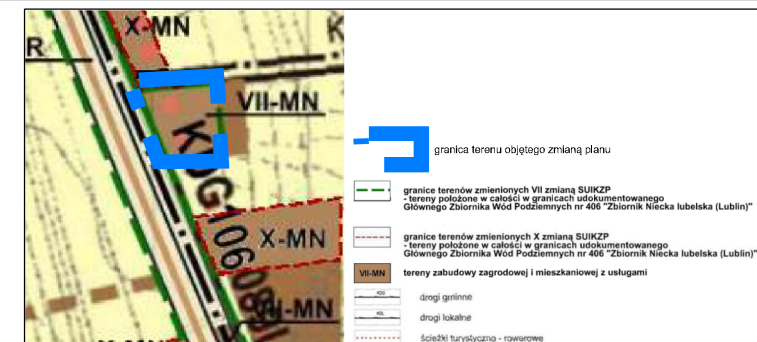 X-MN
R
K
VII-MN
KDG106
X-MN
granica terenu objętego zmianą planu
granice terenów zmienionych VII zmianą SUIKZP
- tereny położone w całości w granicach udokumentowanego
Głównego Zbiornika Wód Podziemnych nr 406 "Zbiornik Niecka lubelska (Lublin)"
granice terenów zmienionych X zmianą SUIKZP
- tereny położone w całości w granicach udokumentowanego
Głównego Zbiornika Wód Podziemnych nr 406 "Zbiornik Niecka lubelska (Lublin)"
VII-MN tereny zabudowy zagrodowej i mieszkaniowej z usługami
KDG drogi gminne
KDL drogi lokalne
ścieżki turystyczno - rowerowe